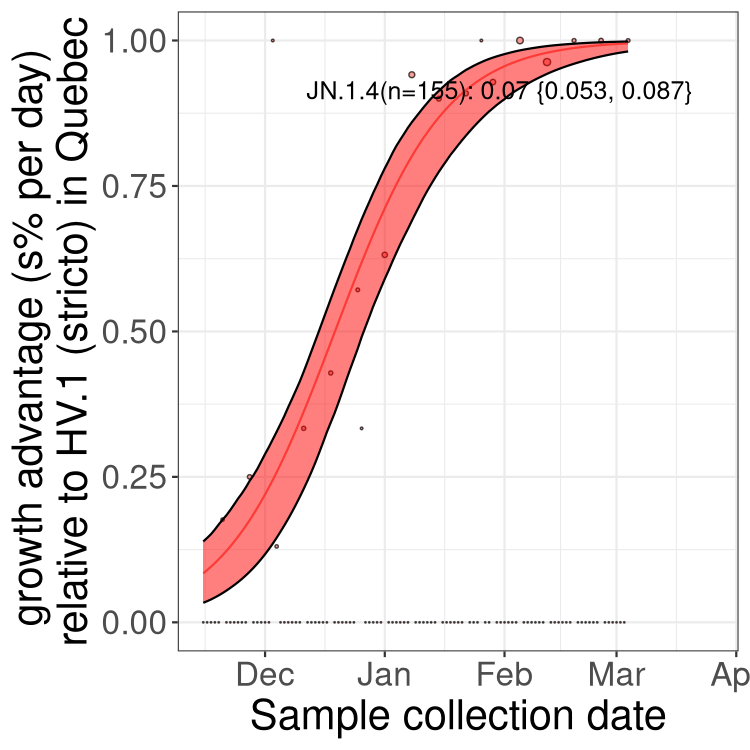 growth advantage (s% per day)
relative to HV.1 (stricto) in Quebec
1.00
0.75
0.50
0.25
0.00
JN.1.4(n=155): 0.07 {0.053, 0.087}
Dec Jan Feb Mar Ap
Sample collection date